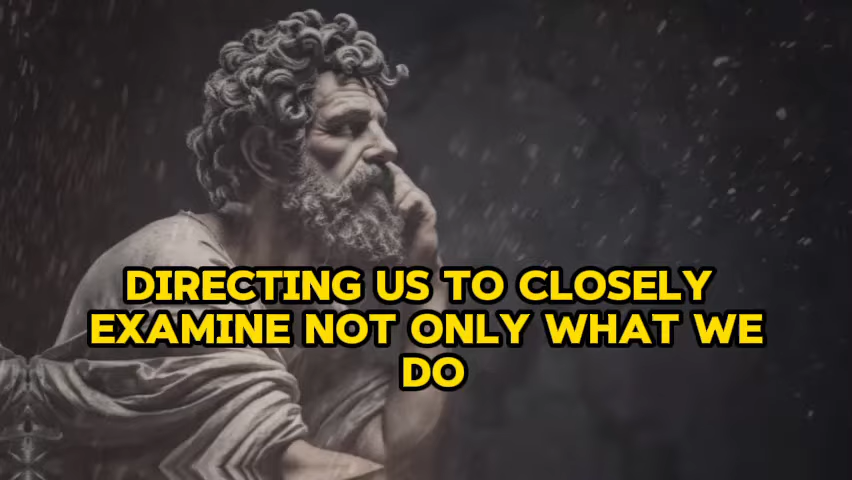 DIRECTING US TO CLOSELY
EXAMINE NOT ONLY WHAT WE
DO